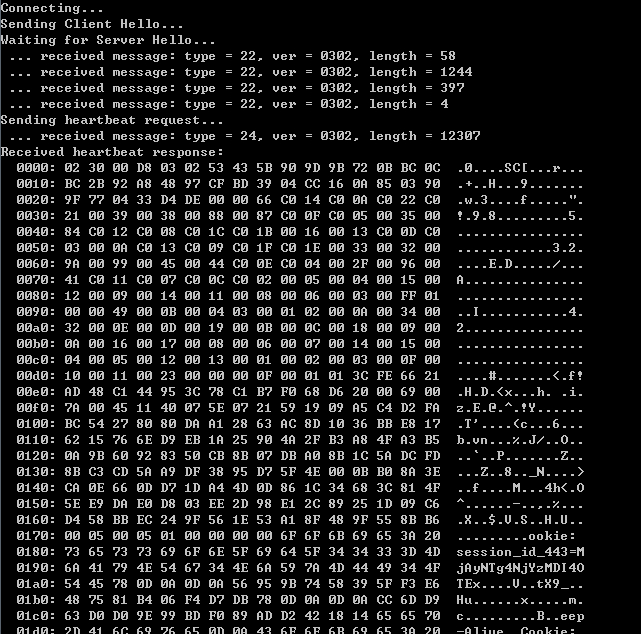 Connecting...
Sending Client Hello...
Waiting for Server Hello...
 ... received message: type = 22, ver = 0302, length = 58
 ... received message: type = 22, ver = 0302, length = 1244
 ... received message: type = 22, ver = 0302, length = 397
 ... received message: type = 22, ver = 0302, length = 4
Sending heartbeat request...
 ... received message: type = 24, ver = 0302, length = 12307
Received heartbeat response:
  0000: 02 30 00 D8 03 02 53 43 5B 90 9D 9B 72 0B BC 0C  .0....SC[...r...
  0010: BC 2B 92 A8 48 97 CF BD 39 04 CC 16 0A 85 03 90  .+..H...9.......
  0020: 9F 77 04 33 D4 DE 00 00 66 C0 14 C0 0A C0 22 C0  .w.3....f.....".
  0030: 21 00 39 00 38 00 88 00 87 C0 0F C0 05 00 35 00  !.9.8.........5.
  0040: 84 C0 12 C0 08 C0 1C C0 1B 00 16 00 13 C0 0D C0  ................
  0050: 03 00 0A C0 13 C0 09 C0 1F C0 1E 00 33 00 32 00  ............3.2.
  0060: 9A 00 99 00 45 00 44 C0 0E C0 04 00 2F 00 96 00  ....E.D...../...
  0070: 41 C0 11 C0 07 C0 0C C0 02 00 05 00 04 00 15 00  A...............
  0080: 12 00 09 00 14 00 11 00 08 00 06 00 03 00 FF 01  ................
  0090: 00 00 49 00 0B 00 04 03 00 01 02 00 0A 00 34 00  ..I...........4.
  00a0: 32 00 0E 00 0D 00 19 00 0B 00 0C 00 18 00 09 00  2...............
  00b0: 0A 00 16 00 17 00 08 00 06 00 07 00 14 00 15 00  ................
  00c0: 04 00 05 00 12 00 13 00 01 00 02 00 03 00 0F 00  ................
  00d0: 10 00 11 00 23 00 00 00 0F 00 01 01 3C FE 66 21  ....#.......<.f!
  00e0: AD 48 C1 44 95 3C 78 C1 B7 F0 68 D6 20 00 69 00  .H.D.<x...h. .i.
  00f0: 7A 00 45 11 40 07 5E 07 21 59 19 09 A5 C4 D2 FA  z.E.@.^.!Y......
  0100: BC 54 27 80 80 DA A1 28 63 AC 8D 10 36 BB E8 17  .T'....(c...6...
  0110: 62 15 76 6E D9 EB 1A 25 90 4A 2F B3 A8 4F A3 B5  b.vn...%.J/..O..
  0120: 0A 9B 60 92 83 50 CB 8B 07 DB A0 8B 1C 5A DC FD  ..`..P.......Z..
  0130: 8B C3 CD 5A A9 DF 38 95 D7 5F 4E 00 0B B0 8A 3E  ...Z..8.._N....>
  0140: CA 0E 66 0D D7 1D A4 4D 0D 86 1C 34 68 3C 81 4F  ..f....M...4h<.O
  0150: 5E E9 DA E0 D8 03 EE 2D 98 E1 2C 89 25 1D 09 C6  ^......-..,.%...
  0160: D4 58 BB EC 24 9F 56 1E 53 A1 8F 48 9F 55 8B B6  .X..$.V.S..H.U..
  0170: 00 05 00 05 01 00 00 00 00 6F 6F 6B 69 65 3A 20  .........ookie:
  0180: 73 65 73 73 69 6F 6E 5F 69 64 5F 34 34 33 3D 4D  session_id_443=M
  0190: 6A 41 79 4E 54 67 34 4E 6A 59 7A 4D 44 49 34 4F  jAyNTg4NjYzMDI4O
  01a0: 54 45 78 0D 0A 0D 0A 56 95 9B 74 58 39 5F F3 E6  TEx....V..tX9_..
  01b0: 48 75 81 B4 06 F4 D7 DB 78 0D 0A 0D 0A CC 6D D9  Hu......x.....m.
  01c0: 63 D0 D0 9E 99 BD F0 89 AD D2 42 18 14 65 65 70  c.........B..eep
  01d0: 2D 41 6C 69 76 65 0D 0A 43 6F 6F 6B 69 65 3A 20  -Alive..Cookie: